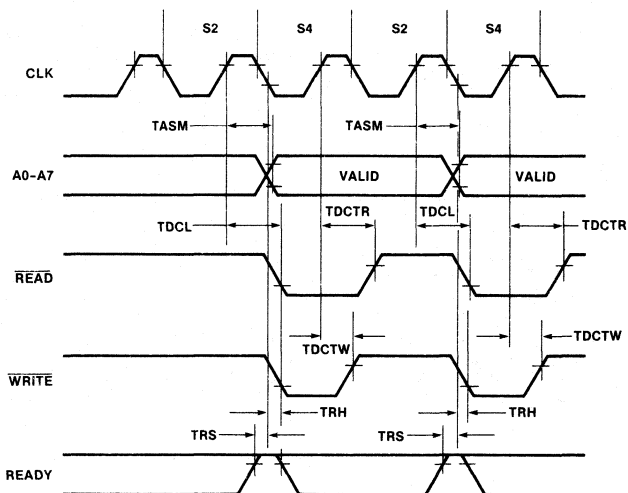 S2 S4 S2 S4
CLK
TASM TASM
A0-A7 VALID VALID
TDCL TDCTR TDCL TDCTR
READ
TDCTW TDCTW
WRITE
TRH TRH
TRS TRS
READY